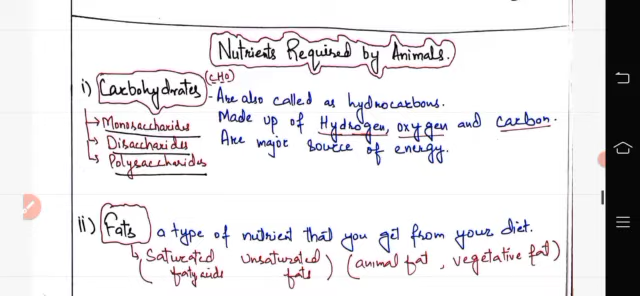 Nutrients Required by Animals.
i) Carbohydrates (CHO)
- Are also called as hydrocarbons.
→ Monosaccharides
Made up of Hydrogen, oxygen and carbon.
→ Disaccharides
Are major source of energy.
→ Polysaccharides
ii) Fats a type of nutrient that you get from your diet.
↳ (Saturated fatty acids Unsaturated fats) (animal fat, vegetative fat)